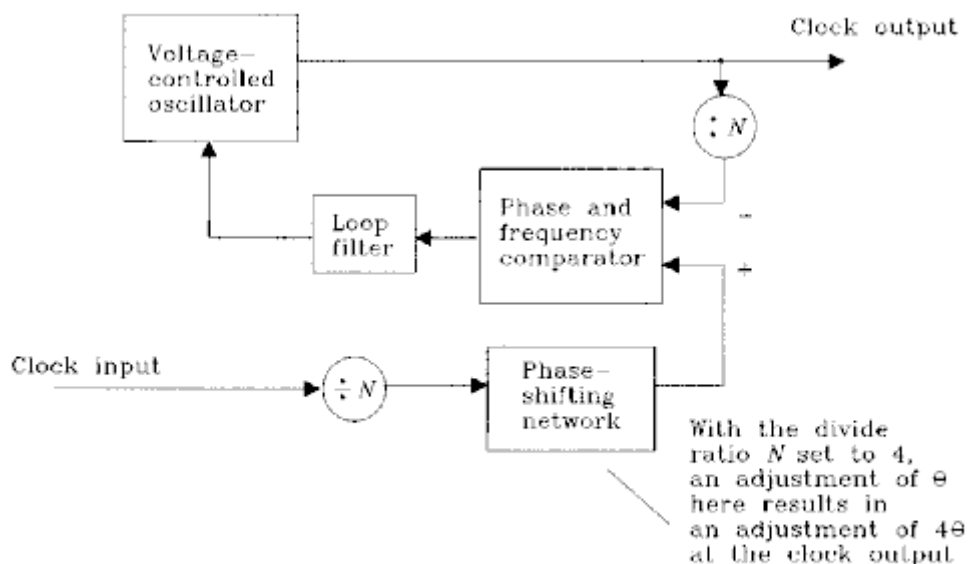 Clock output
Voltage-
controlled
oscillator
÷ N
Phase and
frequency
comparator
Loop
filter
−
+
Clock input
÷ N
Phase-
shifting
network
With the divide
ratio N set to 4,
an adjustment of θ
here results in
an adjustment of 4θ
at the clock output